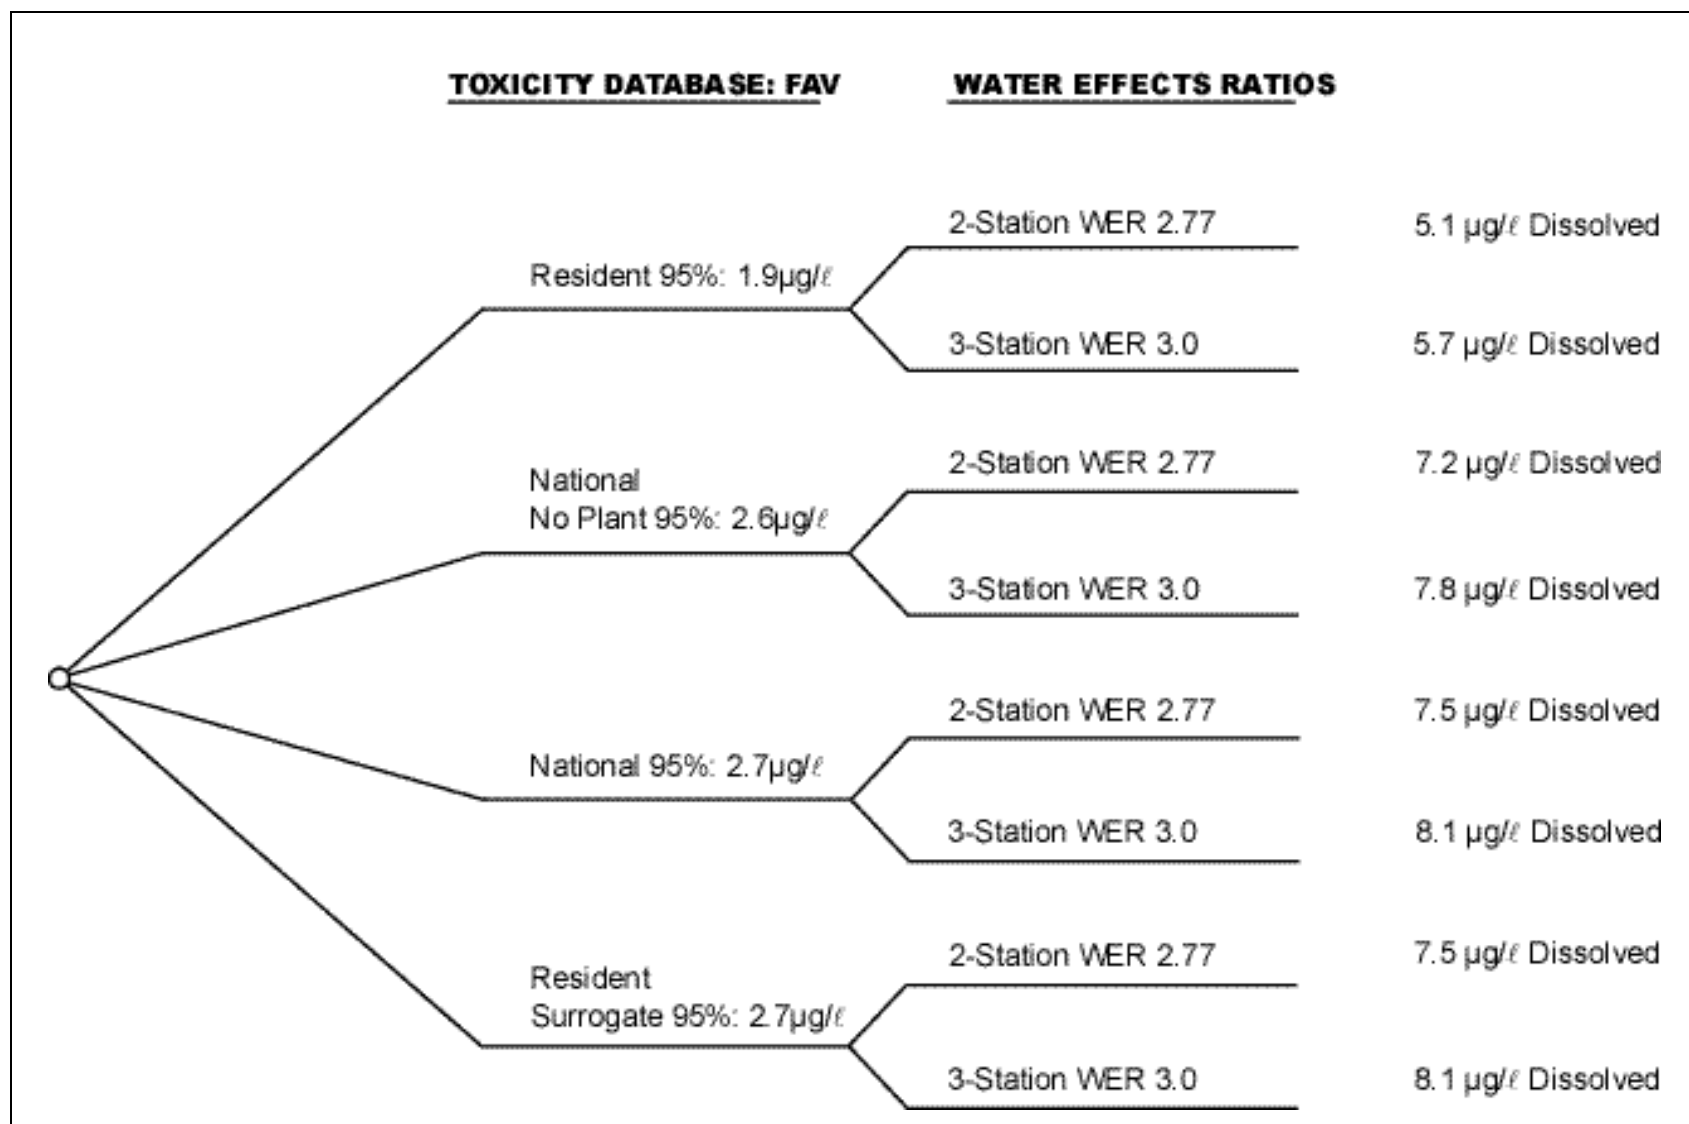 TOXICITY DATABASE: FAV
WATER EFFECTS RATIOS
2-Station WER 2.77
5.1 µg/ℓ Dissolved
Resident 95%: 1.9µg/ℓ
3-Station WER 3.0
5.7 µg/ℓ Dissolved
2-Station WER 2.77
7.2 µg/ℓ Dissolved
National
No Plant 95%: 2.6µg/ℓ
3-Station WER 3.0
7.8 µg/ℓ Dissolved
2-Station WER 2.77
7.5 µg/ℓ Dissolved
National 95%: 2.7µg/ℓ
3-Station WER 3.0
8.1 µg/ℓ Dissolved
2-Station WER 2.77
7.5 µg/ℓ Dissolved
Resident
Surrogate 95%: 2.7µg/ℓ
3-Station WER 3.0
8.1 µg/ℓ Dissolved